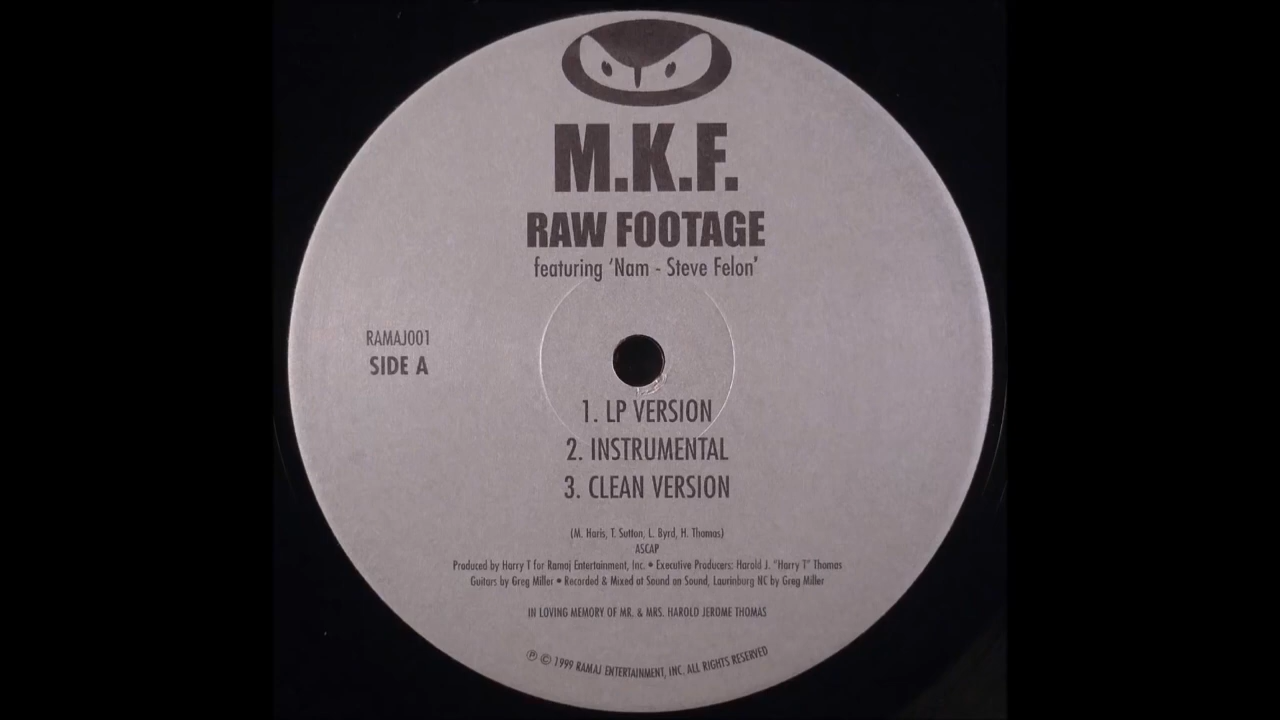 M.K.F.
RAW FOOTAGE
featuring 'Nam - Steve Felon'
RAMAJ001
SIDE A
1. LP VERSION
2. INSTRUMENTAL
3. CLEAN VERSION
(M. Haris, T. Sutton, L. Byrd, H. Thomas)
ASCAP
Produced by Harry T for Ramaj Entertainment, Inc. • Executive Producers: Harold J. "Harry T" Thomas
Guitars by Greg Miller • Recorded & Mixed at Sound on Sound, Laurinburg NC by Greg Miller
IN LOVING MEMORY OF MR. & MRS. HAROLD JEROME THOMAS
℗ © 1999 RAMAJ ENTERTAINMENT, INC. ALL RIGHTS RESERVED